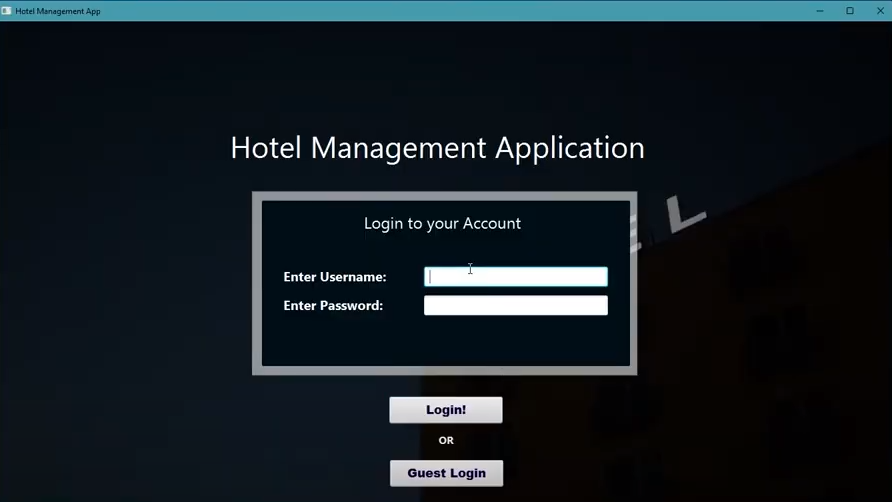 Hotel Management App
Hotel Management Application
E L
Login to your Account
Enter Username:
Enter Password:
Login!
OR
Guest Login